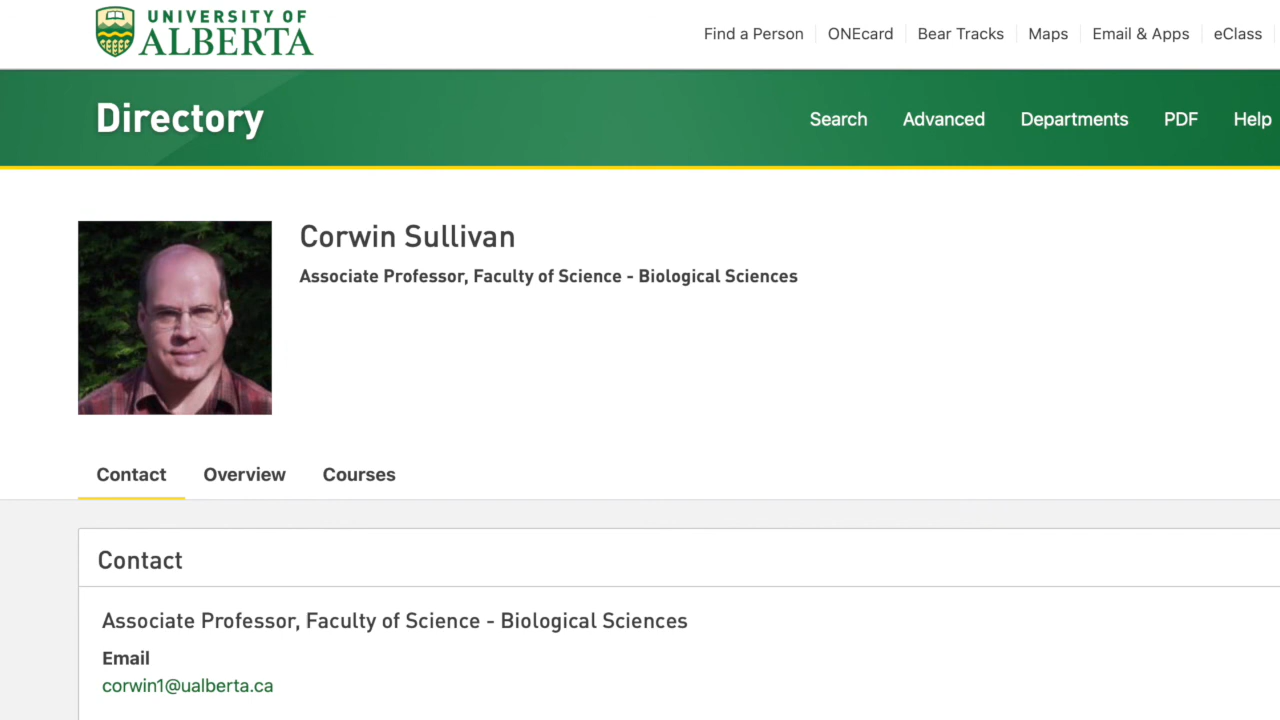 UNIVERSITY OF
ALBERTA
Find a Person ONEcard Bear Tracks Maps Email & Apps eClass
Directory
Search Advanced Departments PDF Help
Corwin Sullivan
Associate Professor, Faculty of Science - Biological Sciences
Contact Overview Courses
Contact
Associate Professor, Faculty of Science - Biological Sciences
Email
corwin1@ualberta.ca